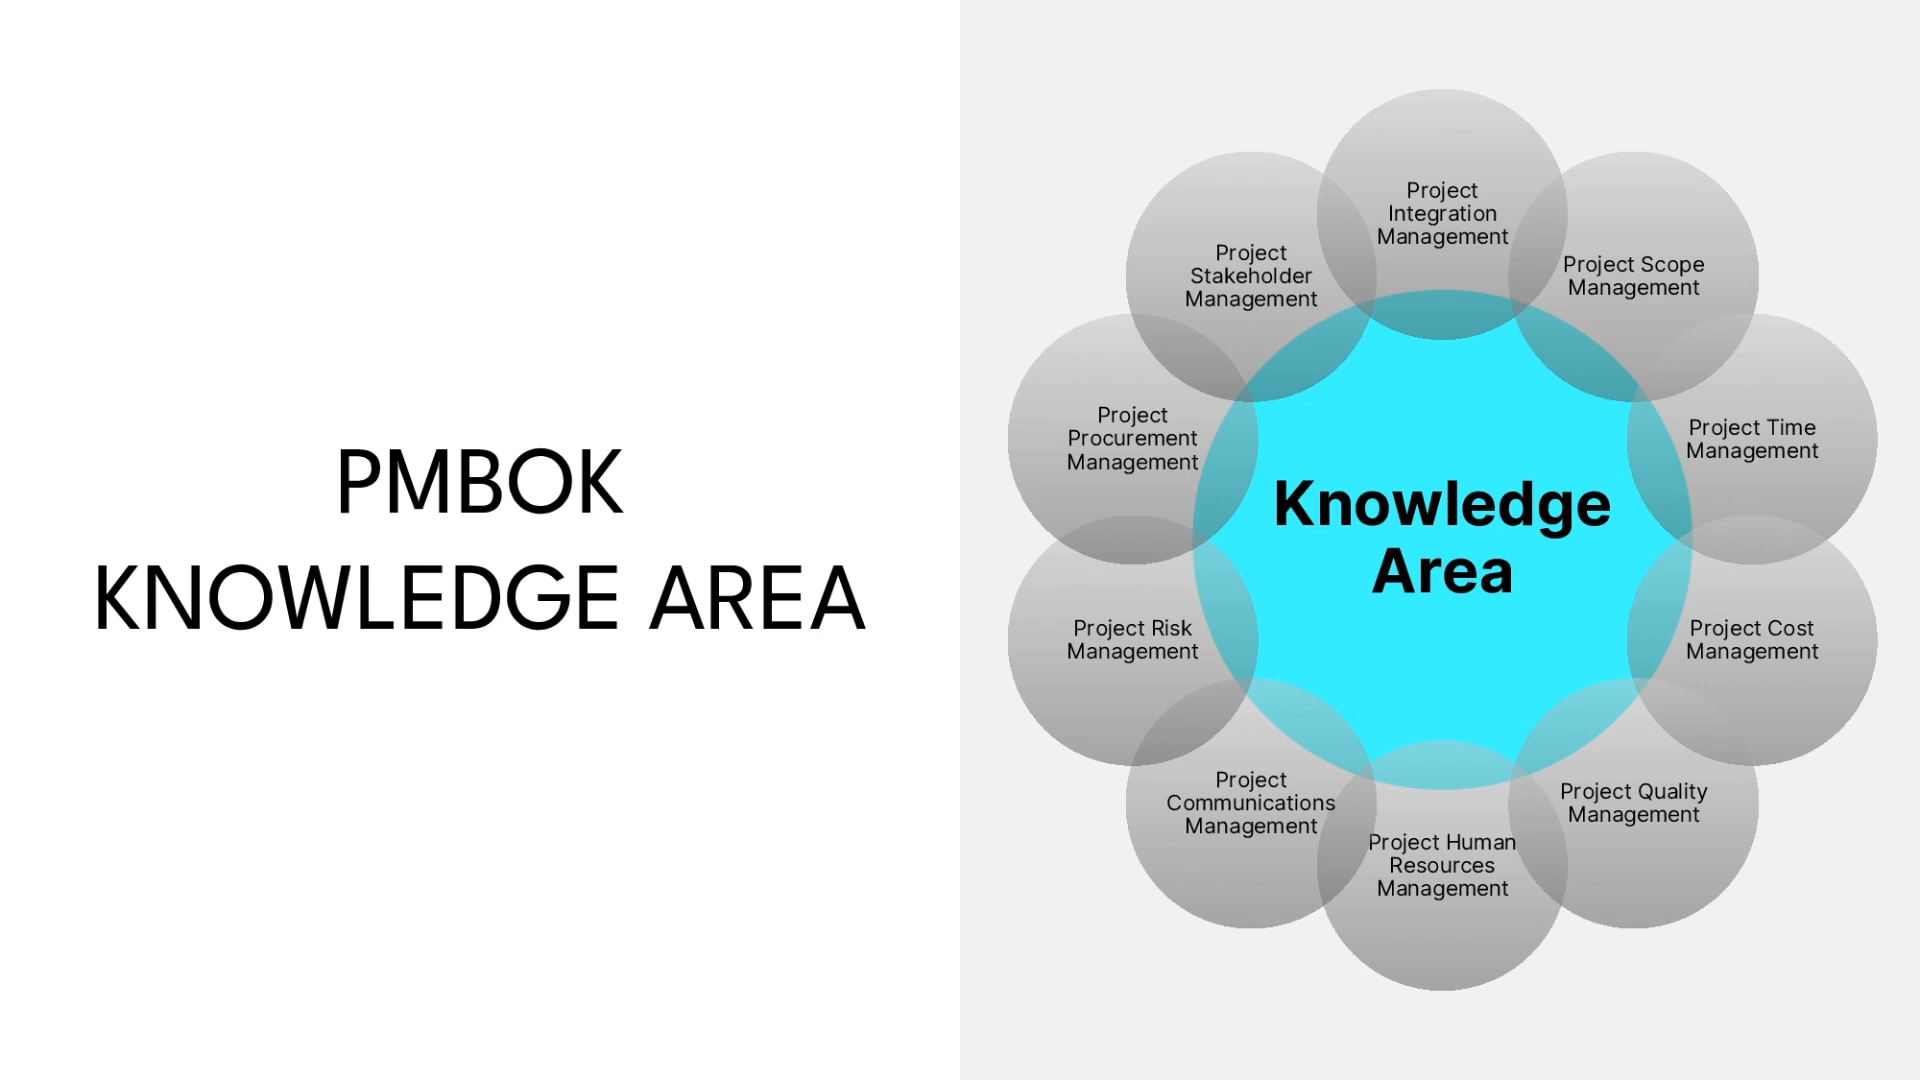 PMBOK
KNOWLEDGE AREA
Knowledge
Area
Project
Integration
Management
Project Scope
Management
Project Time
Management
Project Cost
Management
Project Quality
Management
Project Human
Resources
Management
Project
Communications
Management
Project Risk
Management
Project
Procurement
Management
Project
Stakeholder
Management